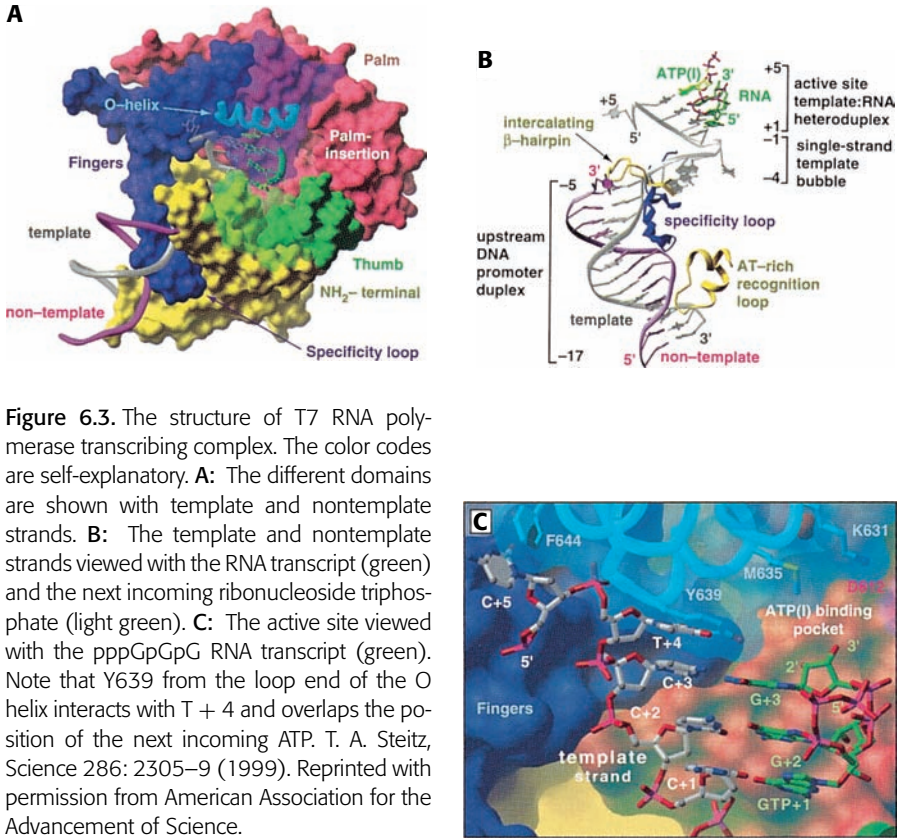 A
Palm
O–helix
Palm-
insertion
Fingers
template
Thumb
NH₂– terminal
non–template
Specificity loop
B
ATP(I)
3'
+5
RNA
active site
template:RNA
heteroduplex
+5
5'
5'
+1
intercalating
β–hairpin
–1
single-strand
template
bubble
–4
3'
–5
specificity loop
upstream
DNA
promoter
duplex
AT–rich
recognition
loop
template
3'
–17
5'
non–template
Figure 6.3. The structure of T7 RNA poly-
merase transcribing complex. The color codes
are self-explanatory. A: The different domains
are shown with template and nontemplate
strands. B: The template and nontemplate
strands viewed with the RNA transcript (green)
and the next incoming ribonucleoside triphos-
phate (light green). C: The active site viewed
with the pppGpGpG RNA transcript (green).
Note that Y639 from the loop end of the O
helix interacts with T + 4 and overlaps the po-
sition of the next incoming ATP. T. A. Steitz,
Science 286: 2305–9 (1999). Reprinted with
permission from American Association for the
Advancement of Science.
C
F644
K631
M635
Y639
C+5
ATP(I) binding
pocket
5'
T+4
3'
2'
C+3
G+3
5'
Fingers
C+2
template
strand
G+2
C+1
GTP+1